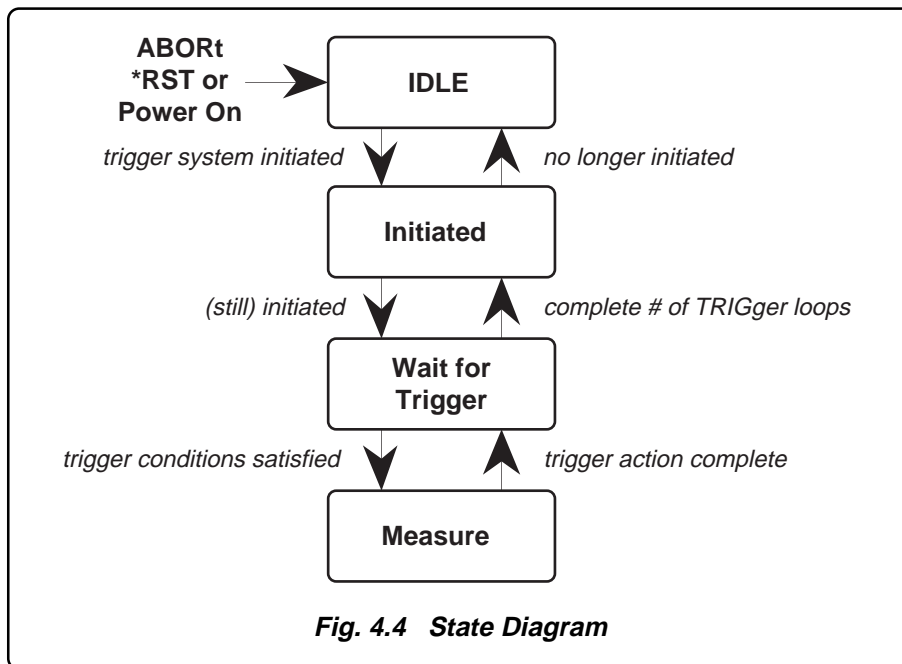 ABORt
*RST or
Power On
IDLE
trigger system initiated
no longer initiated
Initiated
(still) initiated
complete # of TRIGger loops
Wait for
Trigger
trigger conditions satisfied
trigger action complete
Measure
Fig. 4.4 State Diagram